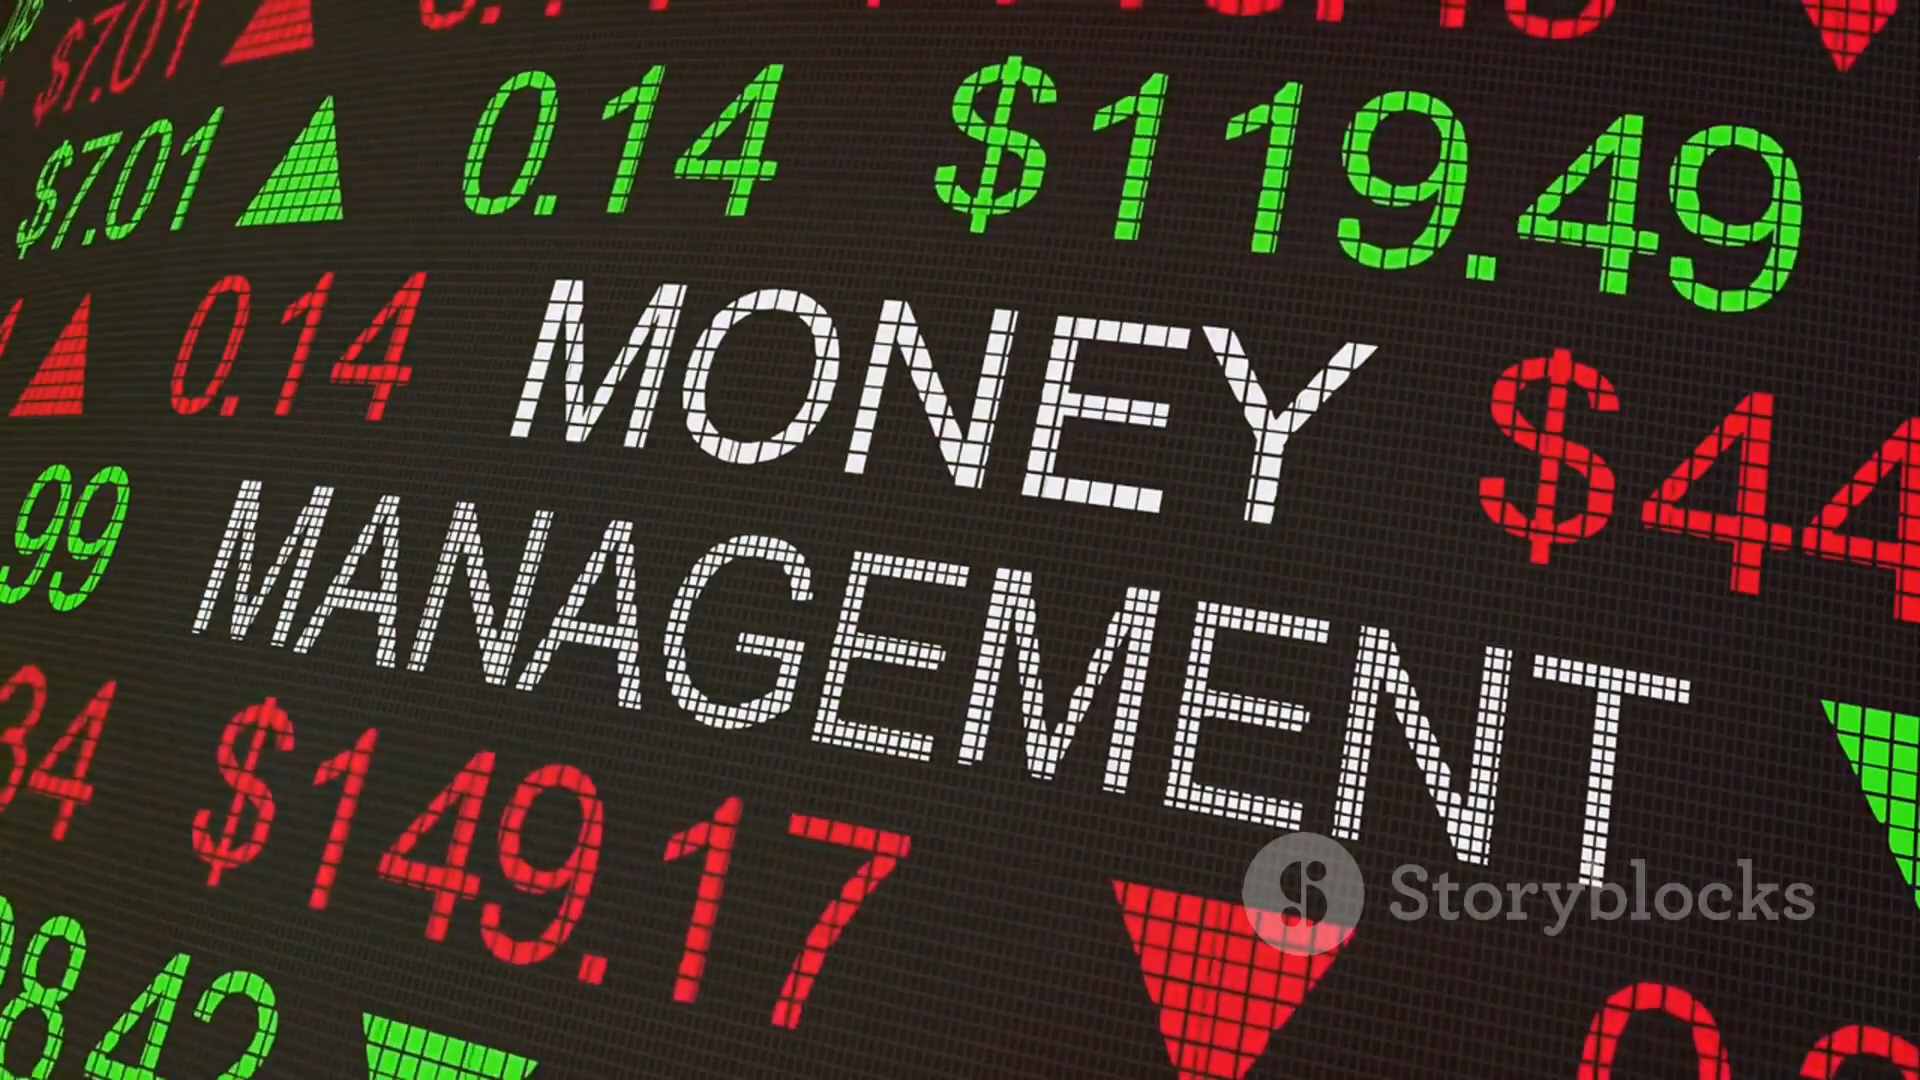 $7.01
$7.01 0.14 $119.49
0.14 MONEY $44
99 MANAGEMENT
34 $149.17
Storyblocks
842